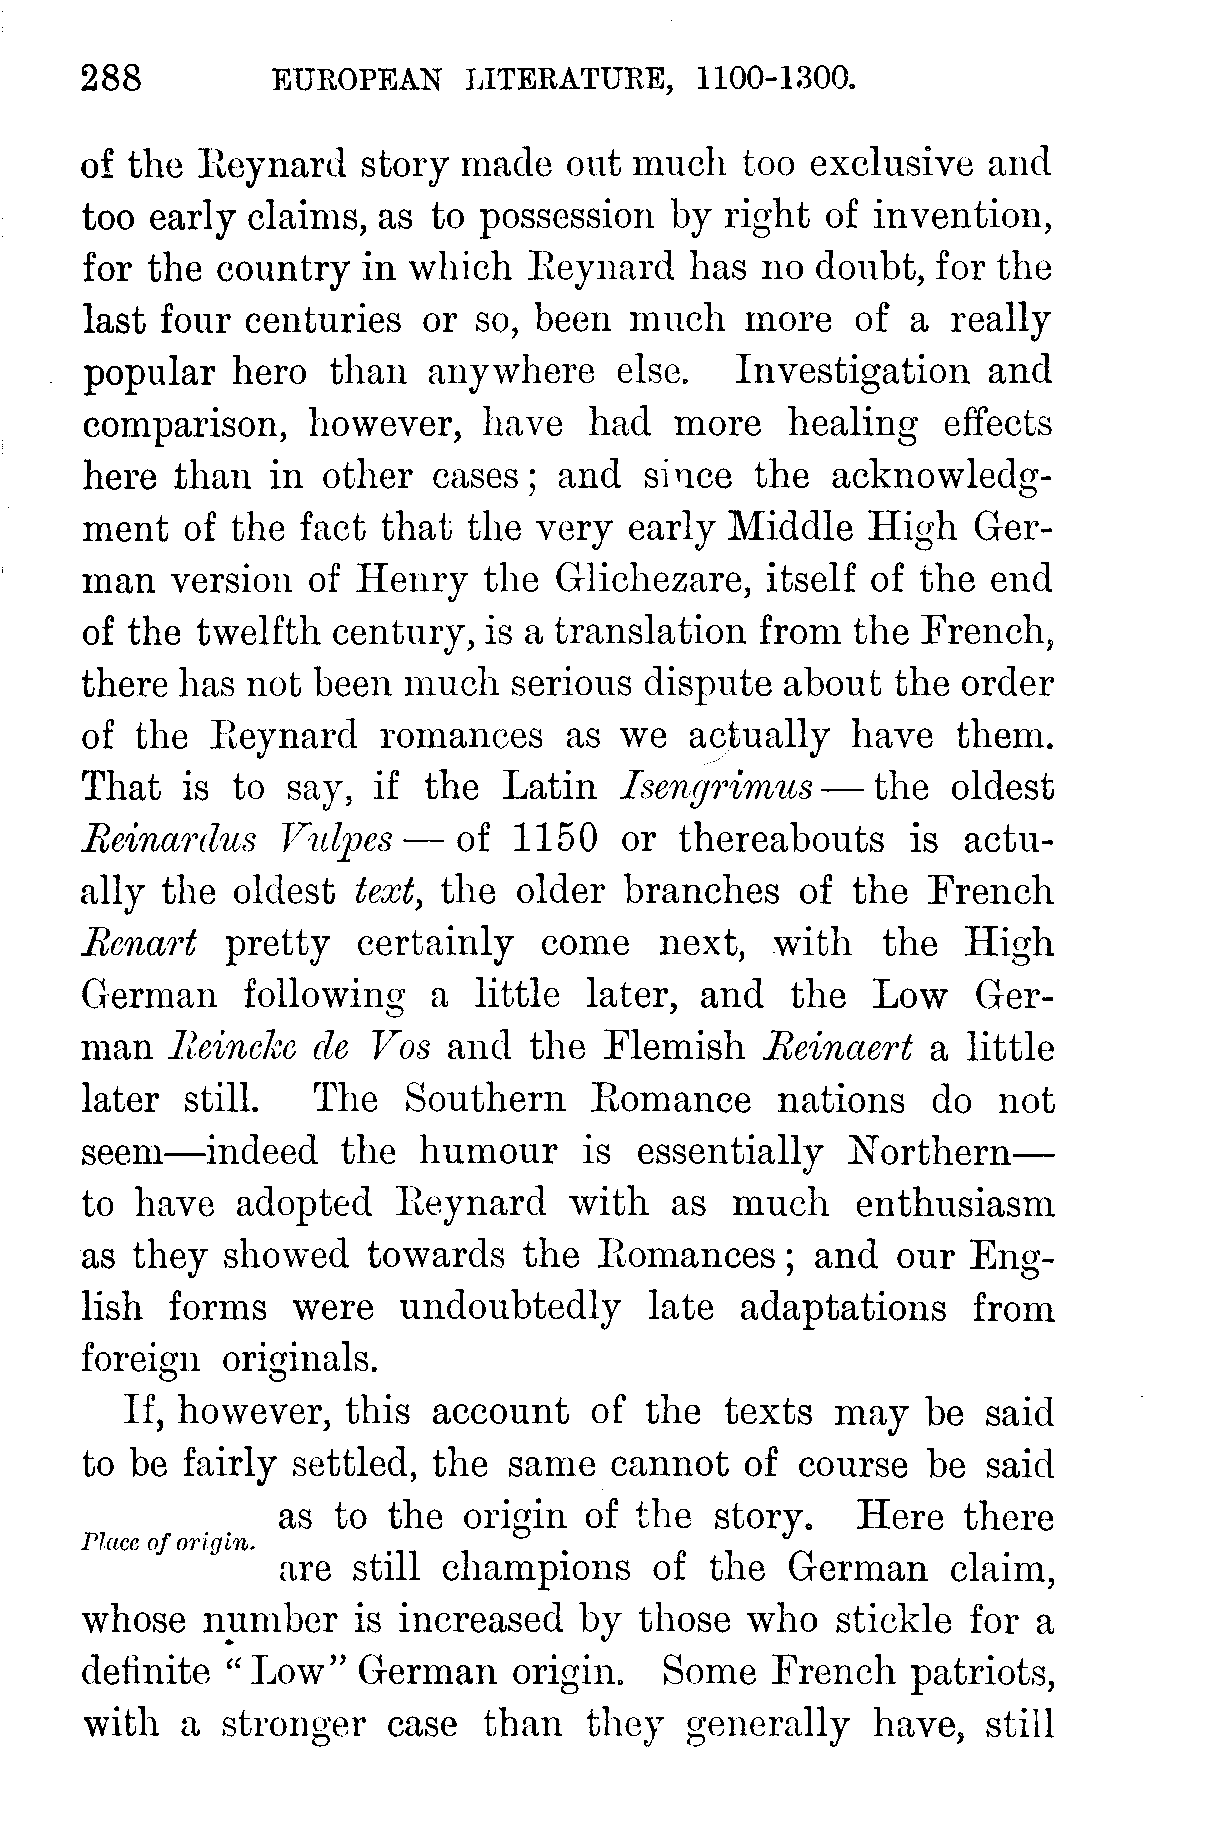 288 EUROPEAN LITERATURE, 1100-1300.
of the Reynard story made out much too exclusive and
too early claims, as to possession by right of invention,
for the country in which Reynard has no doubt, for the
last four centuries or so, been much more of a really
popular hero than anywhere else. Investigation and
comparison, however, have had more healing effects
here than in other cases; and since the acknowledg-
ment of the fact that the very early Middle High Ger-
man version of Henry the Glichezare, itself of the end
of the twelfth century, is a translation from the French,
there has not been much serious dispute about the order
of the Reynard romances as we actually have them.
That is to say, if the Latin Isengrimus — the oldest
Reinardus Vulpes — of 1150 or thereabouts is actu-
ally the oldest text, the older branches of the French
Renart pretty certainly come next, with the High
German following a little later, and the Low Ger-
man Reincke de Vos and the Flemish Reinaert a little
later still. The Southern Romance nations do not
seem—indeed the humour is essentially Northern—
to have adopted Reynard with as much enthusiasm
as they showed towards the Romances; and our Eng-
lish forms were undoubtedly late adaptations from
foreign originals.
If, however, this account of the texts may be said
to be fairly settled, the same cannot of course be said
as to the origin of the story. Here there
Place of origin.
are still champions of the German claim,
whose number is increased by those who stickle for a
definite “Low” German origin. Some French patriots,
with a stronger case than they generally have, still